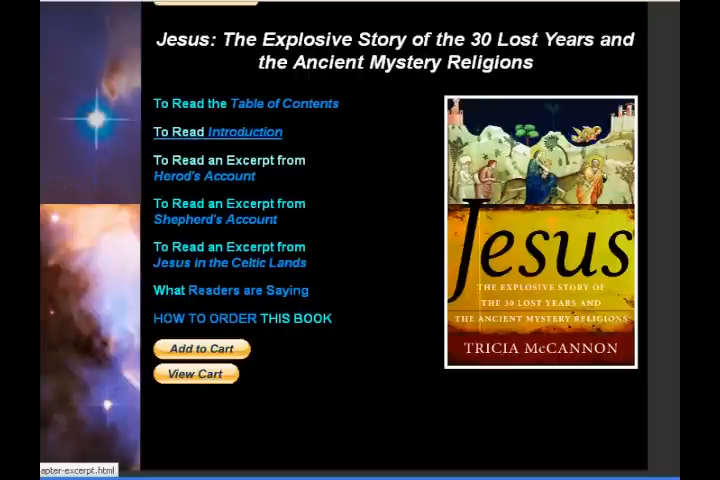 Jesus: The Explosive Story of the 30 Lost Years and
the Ancient Mystery Religions
To Read the Table of Contents
To Read Introduction
To Read an Excerpt from
Herod's Account
To Read an Excerpt from
Shepherd's Account
To Read an Excerpt from
Jesus in the Celtic Lands
What Readers are Saying
HOW TO ORDER THIS BOOK
Add to Cart
View Cart
Jesus
THE EXPLOSIVE STORY OF
THE 30 LOST YEARS AND
THE ANCIENT MYSTERY RELIGIONS
TRICIA McCANNON
apter-excerpt.html